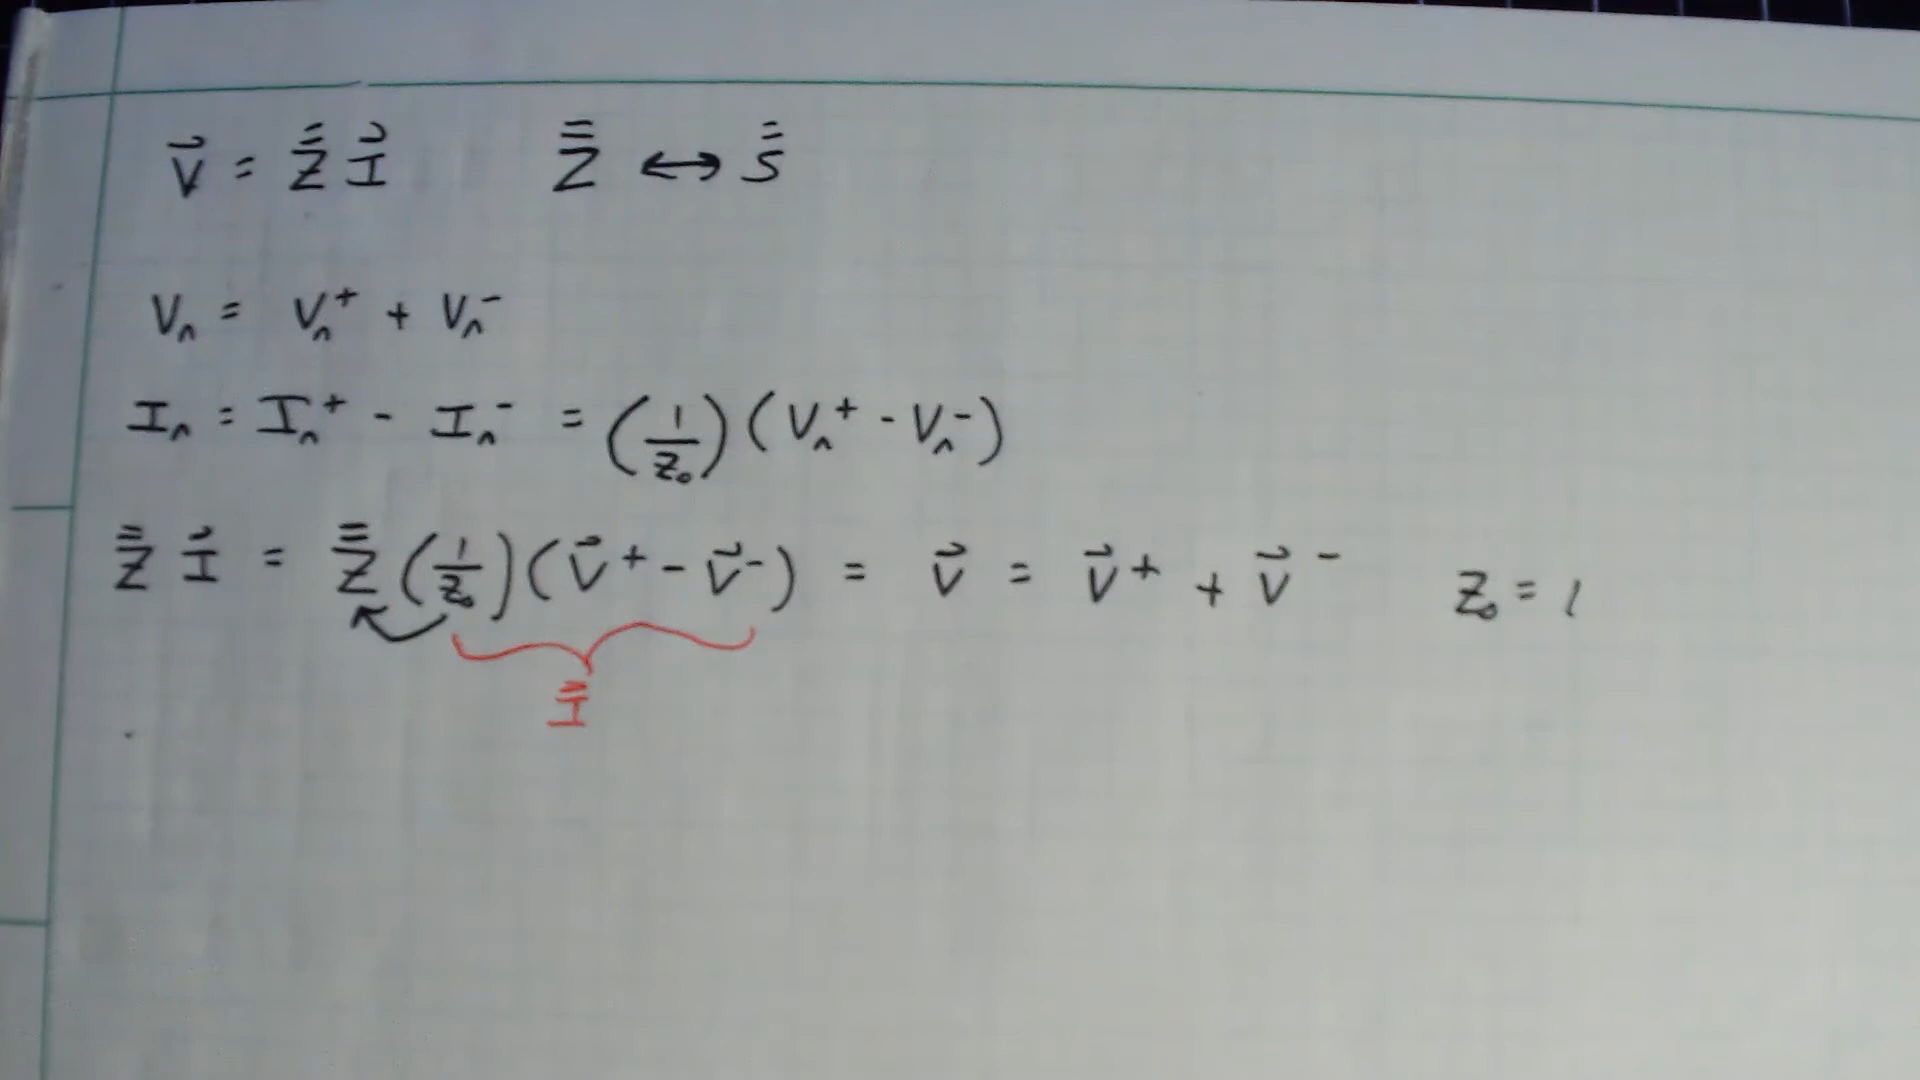 V⃗ = Z̿ I⃗    Z̿ ↔ S̿
Vₙ = Vₙ⁺ + Vₙ⁻
Iₙ = Iₙ⁺ - Iₙ⁻ = (1/Z₀)(Vₙ⁺ - Vₙ⁻)
Z̿ I⃗ = Z̿ (1/Z₀)(V⃗⁺ - V⃗⁻) = V⃗ = V⃗⁺ + V⃗⁻    Z₀ = 1
I⃗